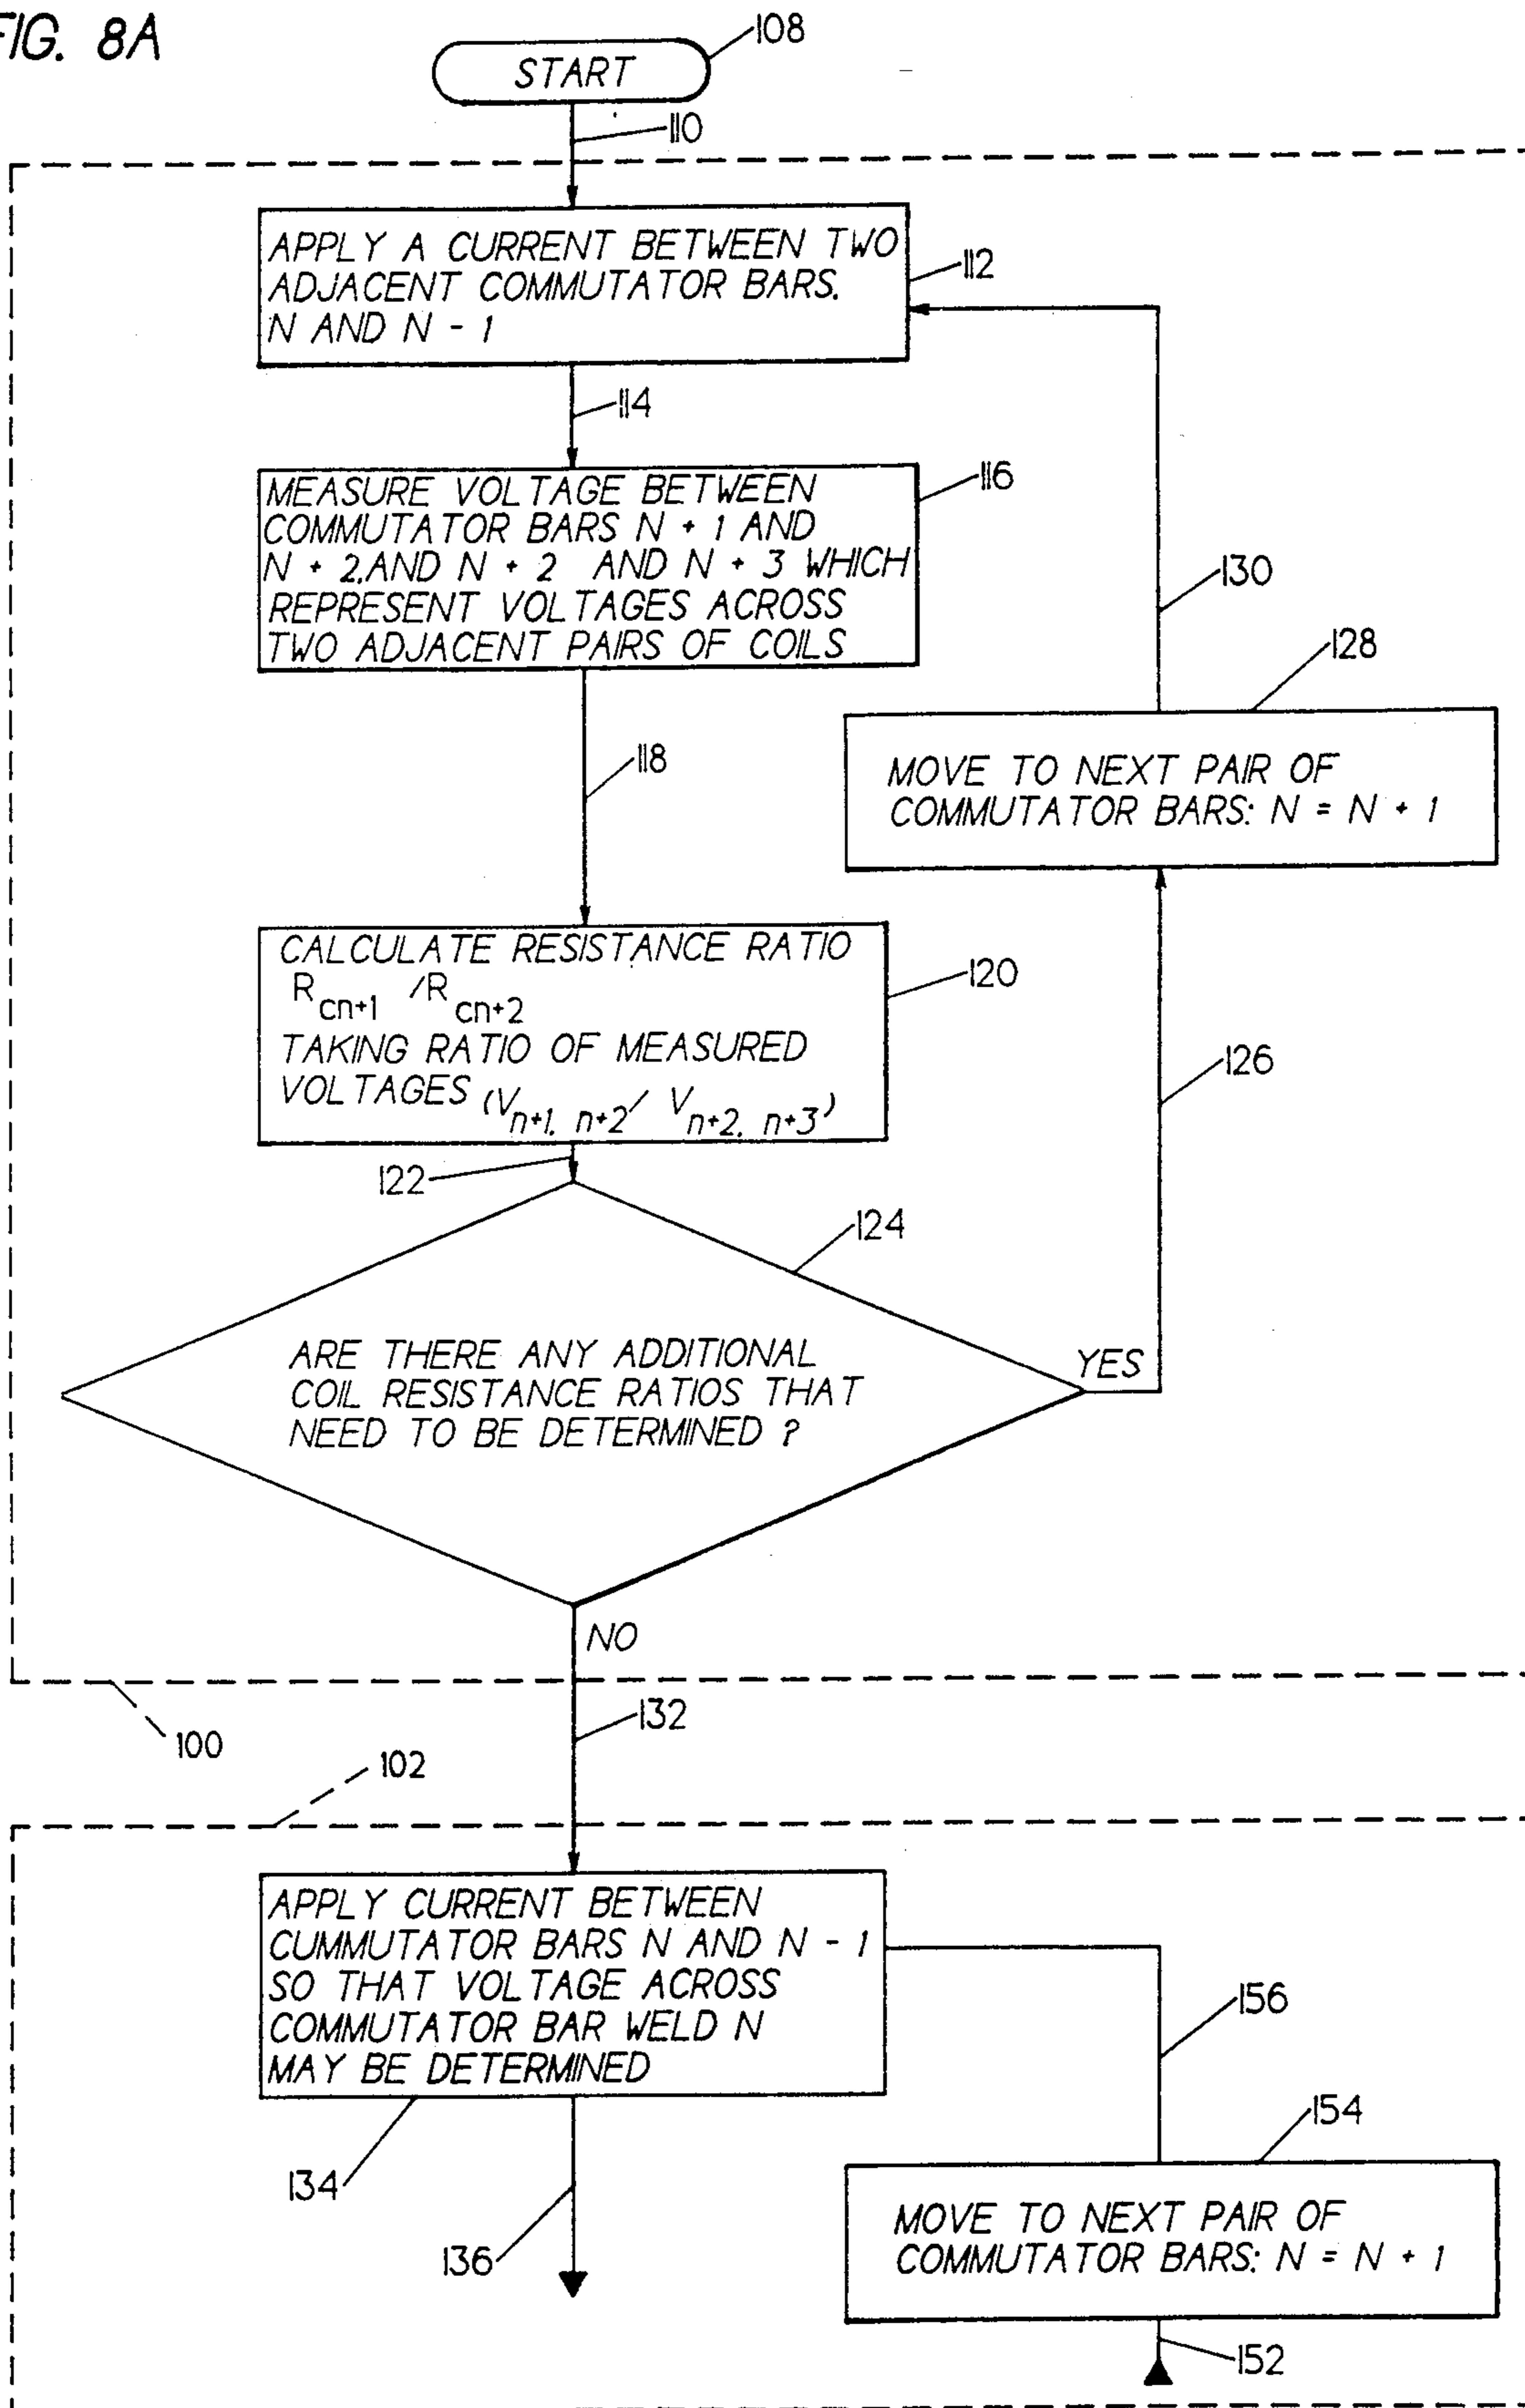 FIG. 8A
START
108
110
APPLY A CURRENT BETWEEN TWO
ADJACENT COMMUTATOR BARS.
N AND N - 1
112
114
MEASURE VOLTAGE BETWEEN
COMMUTATOR BARS N + 1 AND
N + 2.AND N + 2 AND N + 3 WHICH
REPRESENT VOLTAGES ACROSS
TWO ADJACENT PAIRS OF COILS
116
130
128
118
MOVE TO NEXT PAIR OF
COMMUTATOR BARS: N = N + 1
CALCULATE RESISTANCE RATIO
Rcn+1 /Rcn+2
TAKING RATIO OF MEASURED
VOLTAGES (Vn+1, n+2/ Vn+2, n+3)
120
126
122
124
ARE THERE ANY ADDITIONAL
COIL RESISTANCE RATIOS THAT
NEED TO BE DETERMINED ?
YES
NO
100
132
102
APPLY CURRENT BETWEEN
CUMMUTATOR BARS N AND N - 1
SO THAT VOLTAGE ACROSS
COMMUTATOR BAR WELD N
MAY BE DETERMINED
156
154
134
136
MOVE TO NEXT PAIR OF
COMMUTATOR BARS: N = N + 1
152